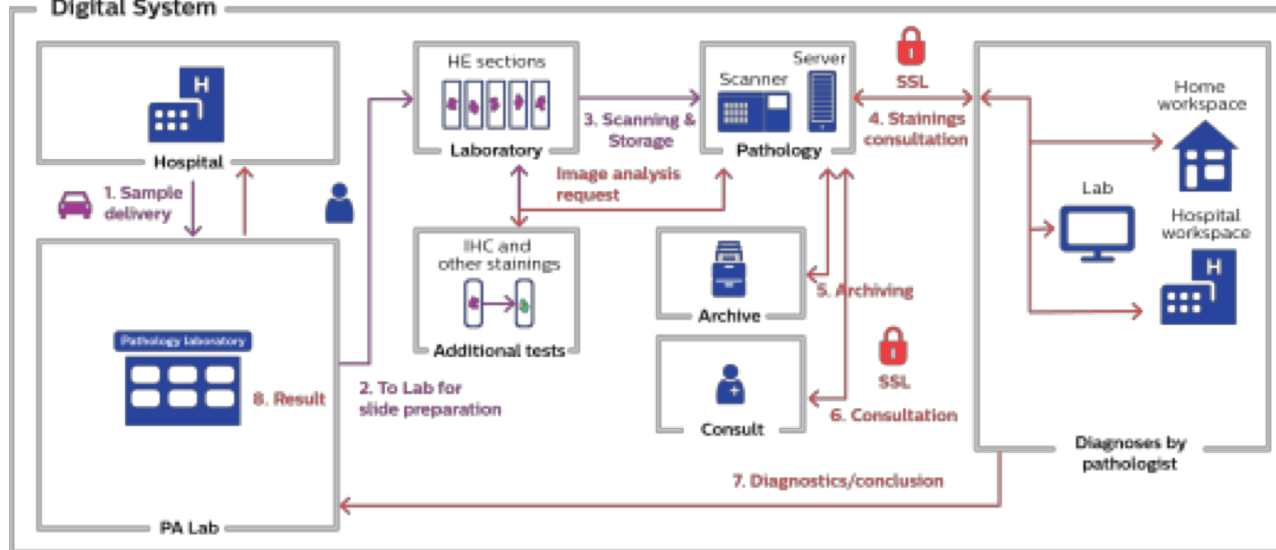 Digital System
H
Hospital
1. Sample
delivery
Pathology laboratory
8. Result
PA Lab
2. To Lab for
slide preparation
HE sections
Laboratory
3. Scanning &
Storage
Image analysis
request
IHC and
other stainings
Additional tests
Scanner
Server
Pathology
SSL
4. Stainings
consultation
Archive
5. Archiving
Consult
SSL
6. Consultation
Home
workspace
Lab
Hospital
workspace
H
Diagnoses by
pathologist
7. Diagnostics/conclusion